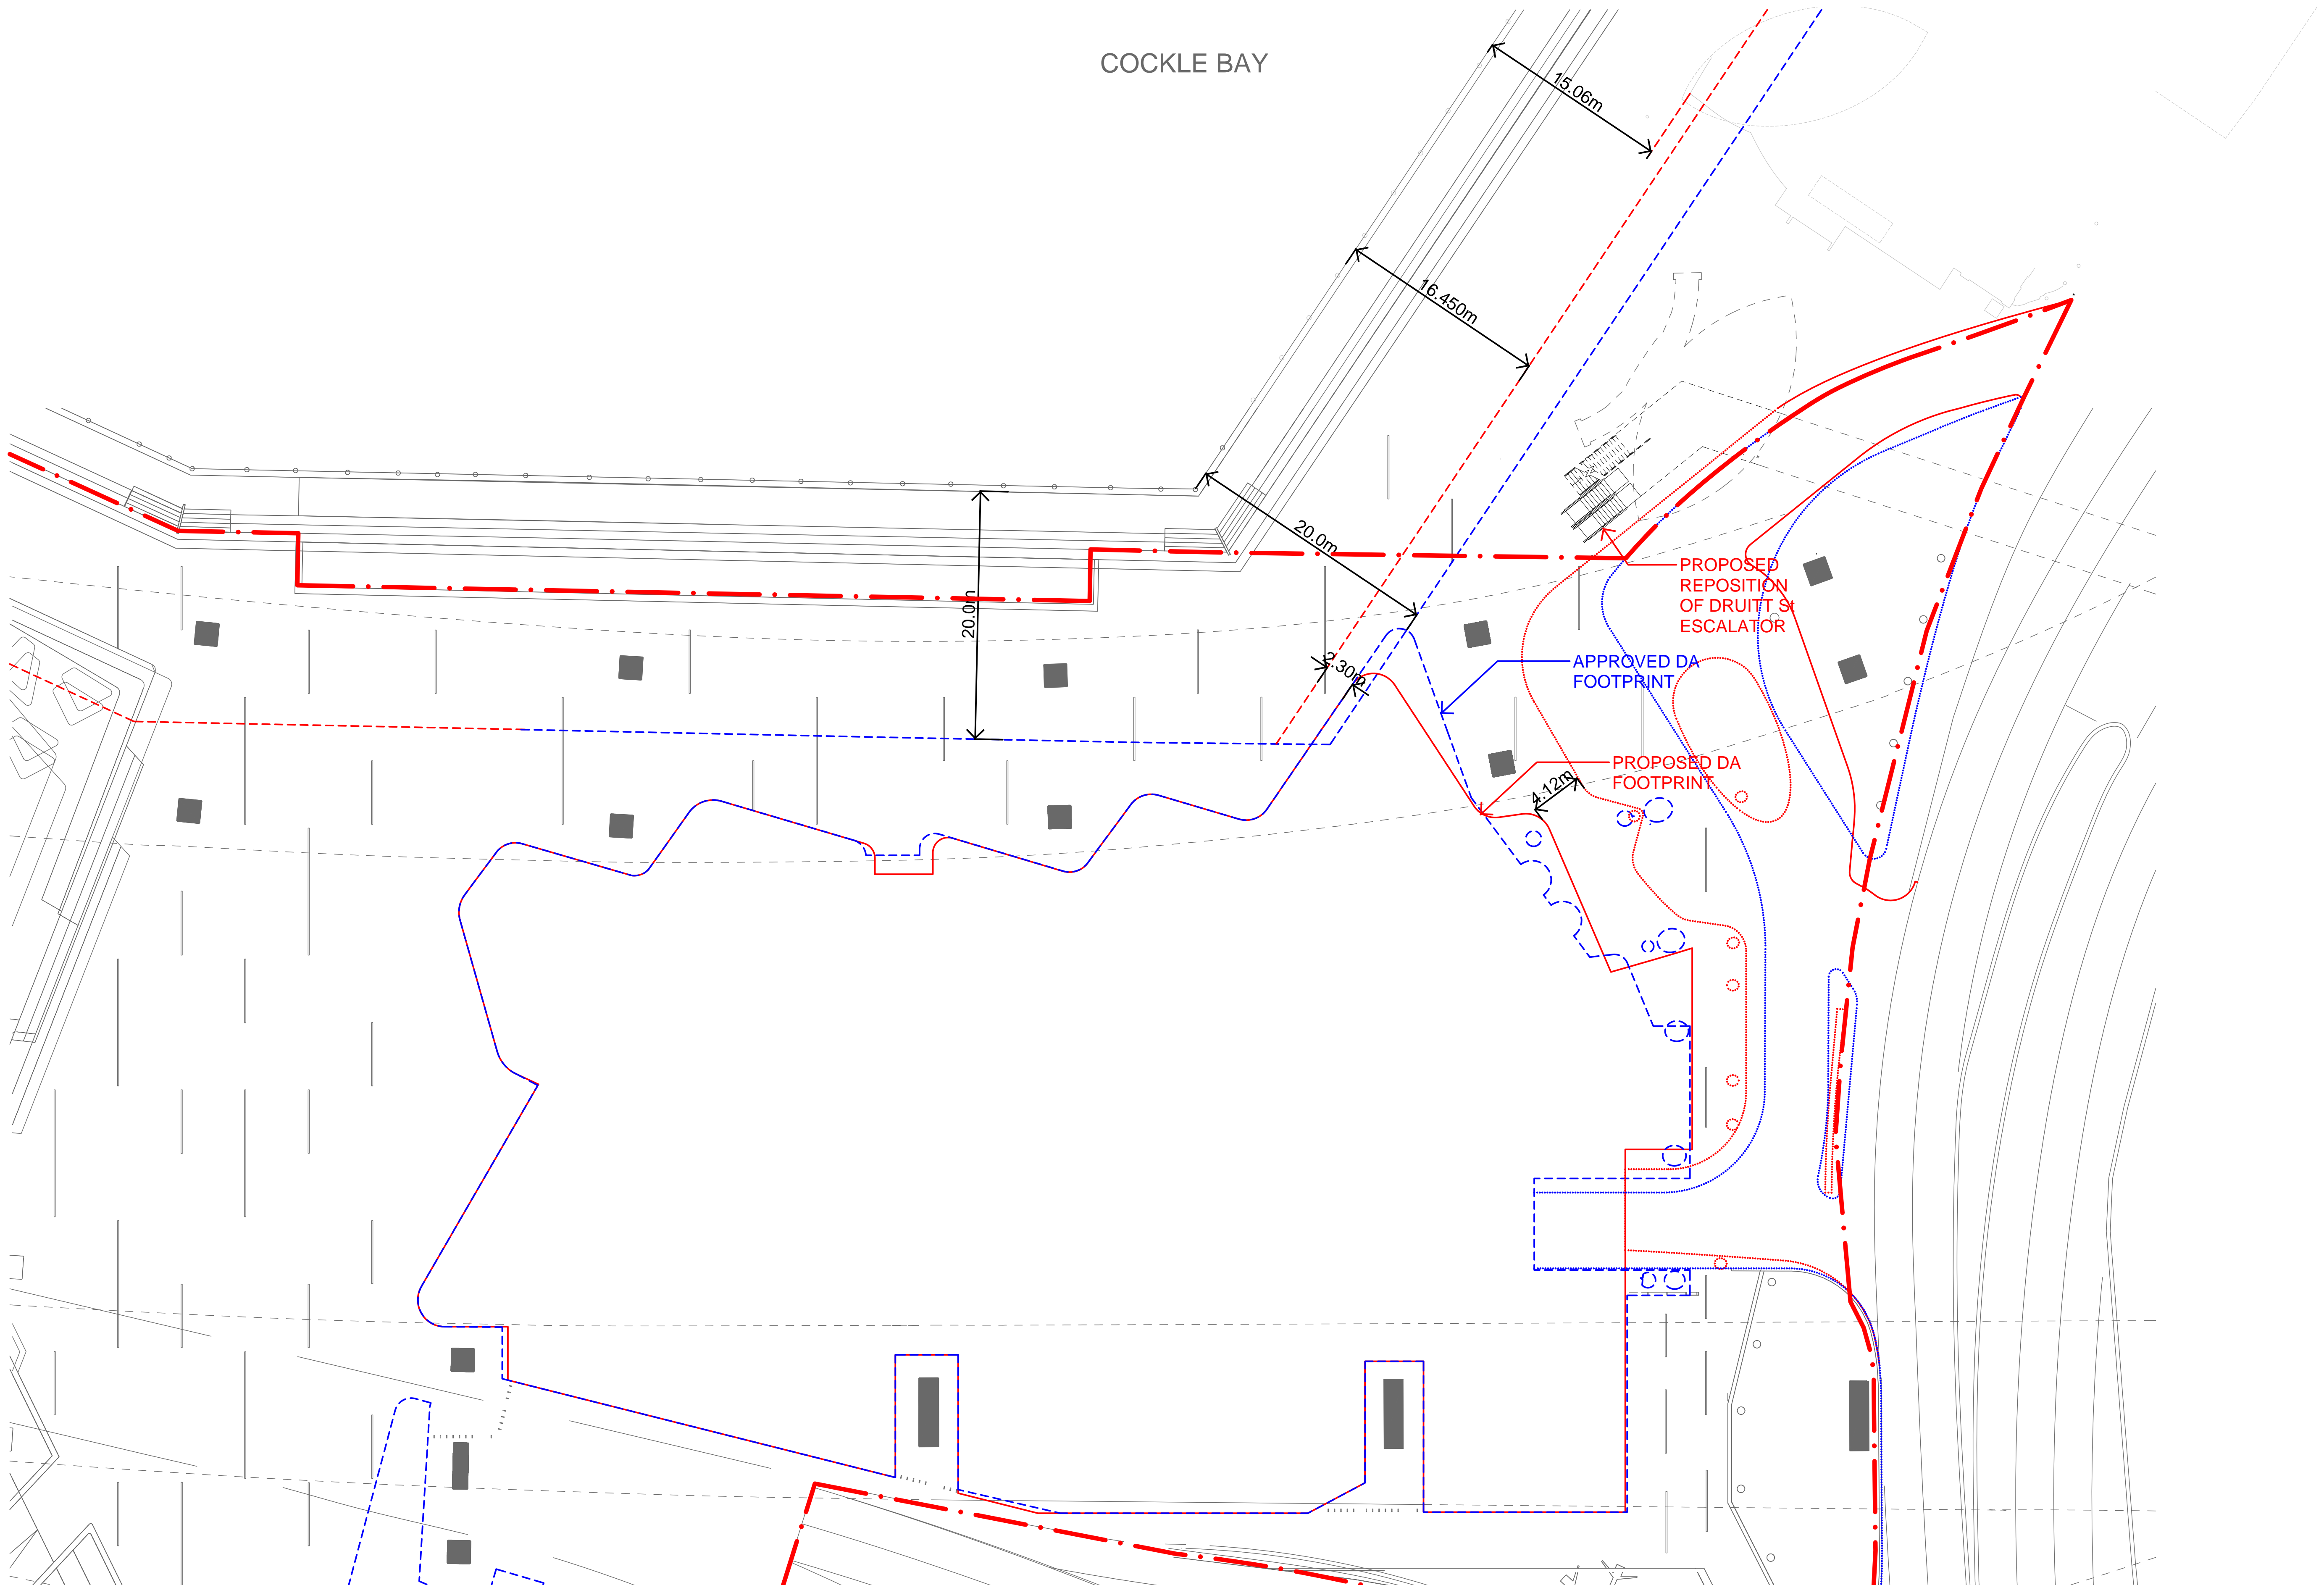 COCKLE BAY
15.06m
16.450m
20.0m
20.0m
2.30m
PROPOSED
REPOSITION
OF DRUITT St
ESCALATOR
APPROVED DA
FOOTPRINT
PROPOSED DA
FOOTPRINT
4.12m